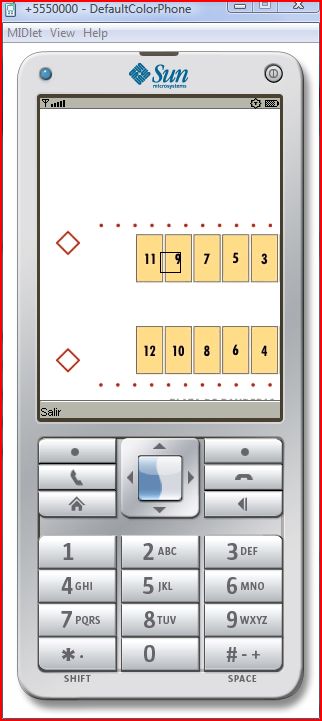 +5550000 - DefaultColorPhone
MIDlet View Help
Sun
microsystems
11 9 7 5 3
12 10 8 6 4
Salir
1 2 ABC 3 DEF
4 GHI 5 JKL 6 MNO
7 PQRS 8 TUV 9 WXYZ
* . 0 # - +
SHIFT SPACE